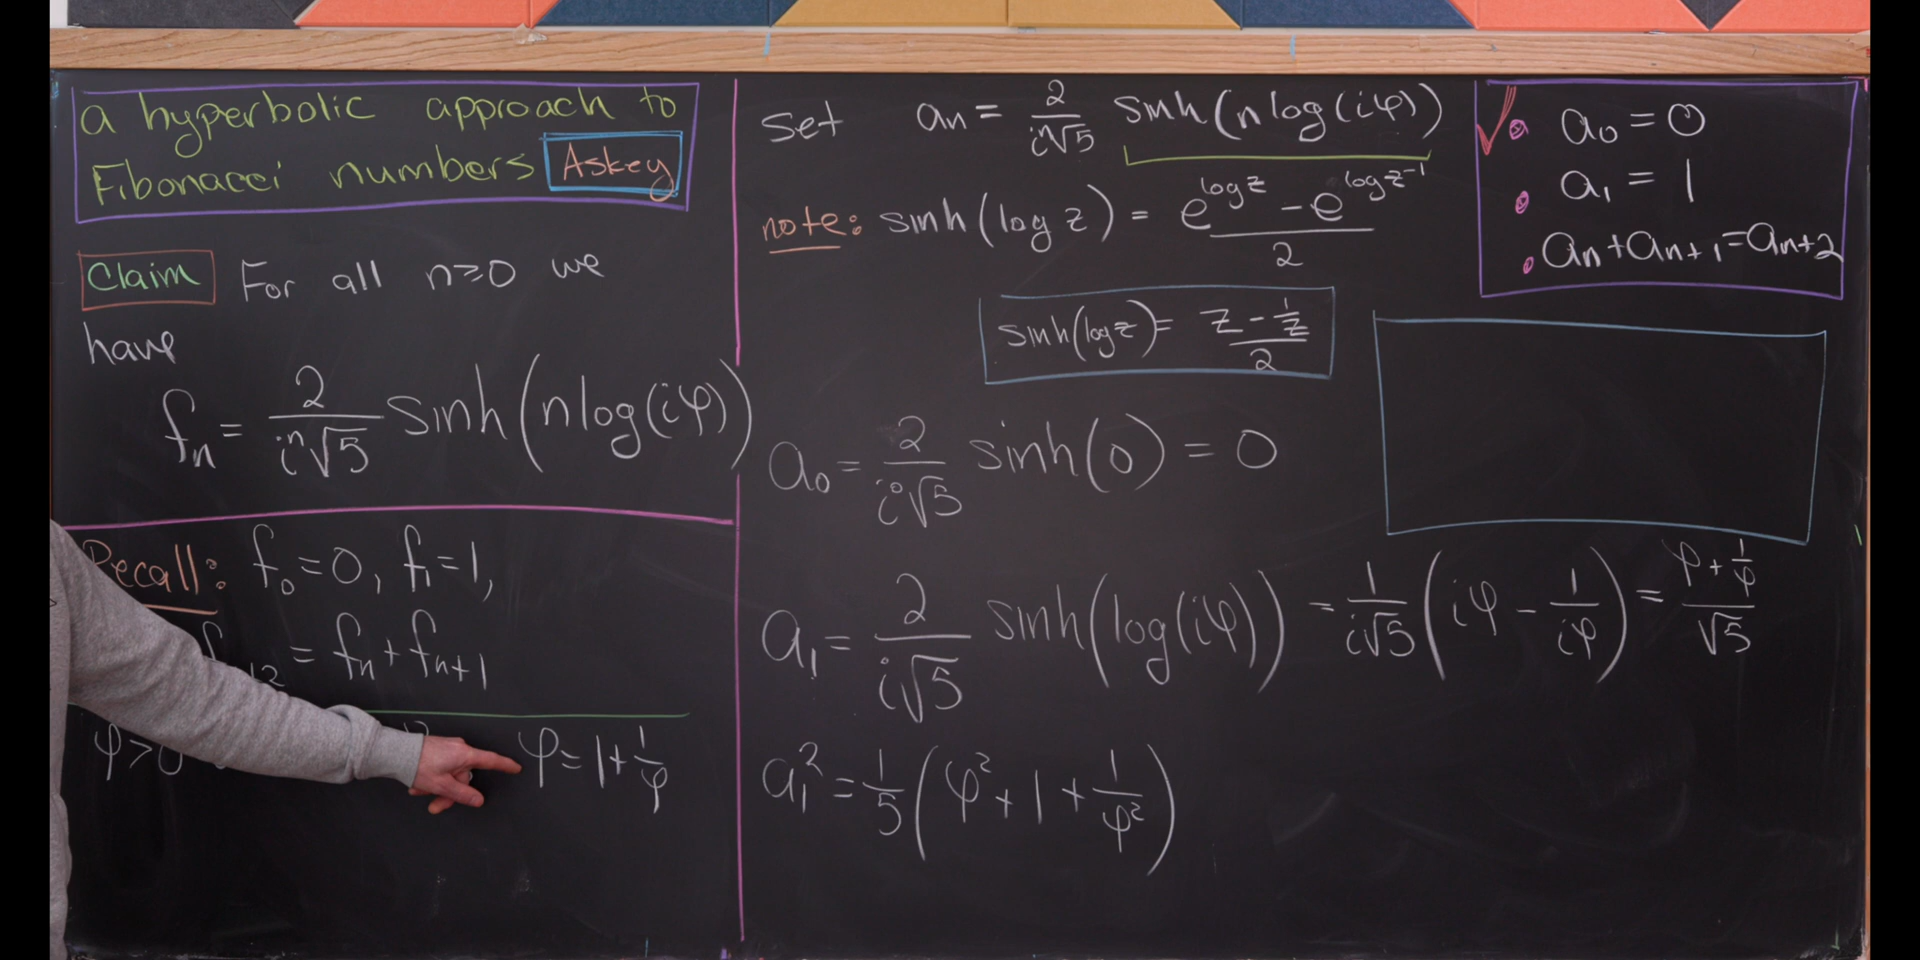 a hyperbolic approach to
Fibonacci numbers Askey
Claim For all n≥0 we
have
fₙ = 2/(iⁿ√5) sinh(n log(iφ))
Recall: f₀=0, f₁=1,
= fₙ+fₙ₊₁
φ>0
φ=1+1/φ
Set aₙ = 2/(iⁿ√5) sinh(n log(iφ))
note: sinh(log z) = (e^(log z) - e^(log z⁻¹))/2
sinh(log z) = (z - 1/z)/2
a₀ = 2/(i⁰√5) sinh(0) = 0
a₁ = 2/(i√5) sinh(log(iφ)) = 1/(i√5) (iφ - 1/(iφ)) = (φ+1/φ)/√5
a₁² = 1/5 (φ² + 1 + 1/φ²)
✓• a₀ = 0
• a₁ = 1
• aₙ+aₙ₊₁=aₙ₊₂